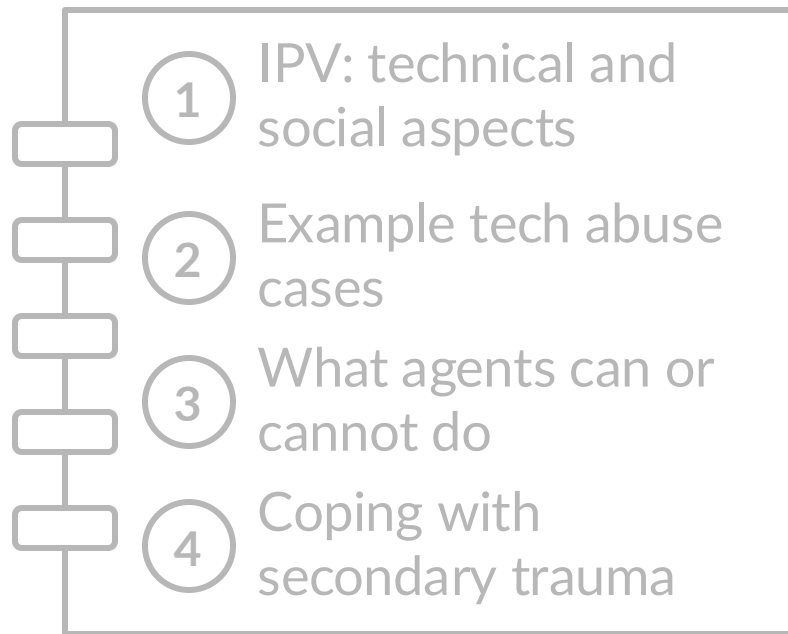 1
IPV: technical and
social aspects
2
Example tech abuse
cases
3
What agents can or
cannot do
4
Coping with
secondary trauma